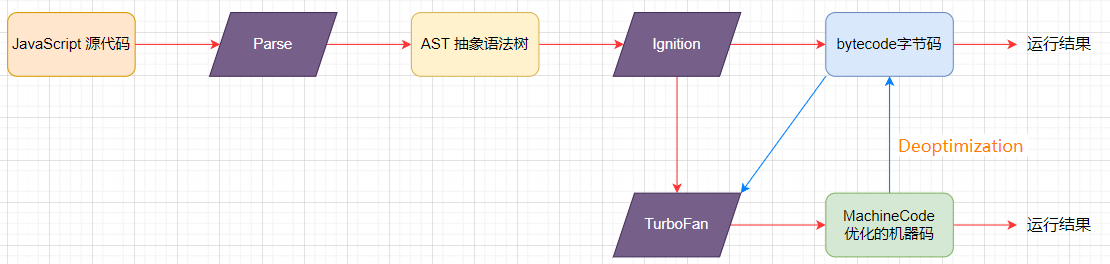 JavaScript 源代码
Parse
AST 抽象语法树
Ignition
bytecode字节码
运行结果
Deoptimization
TurboFan
MachineCode
优化的机器码
运行结果